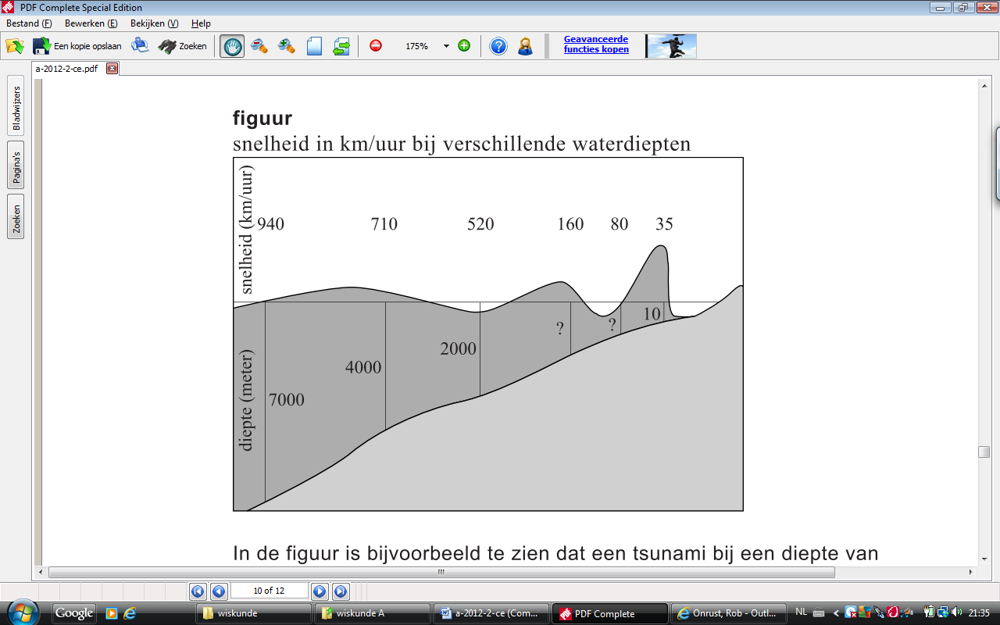 PDF Complete Special Edition
Bestand (F) Bewerken (E) Bekijken (V) Help
Een kopie opslaan Zoeken 175% Geavanceerde
functies kopen
a-2012-2-ce.pdf
Bladwijzers
Pagina's
Zoeken
figuur
snelheid in km/uur bij verschillende waterdiepten
snelheid (km/uur)
940 710 520 160 80 35
diepte (meter)
7000
4000
2000
?
?
10
In de figuur is bijvoorbeeld te zien dat een tsunami bij een diepte van
10 of 12
Google wiskunde wiskunde A a-2012-2-ce (Com... PDF Complete Onrust, Rob - Outl... NL 21:35